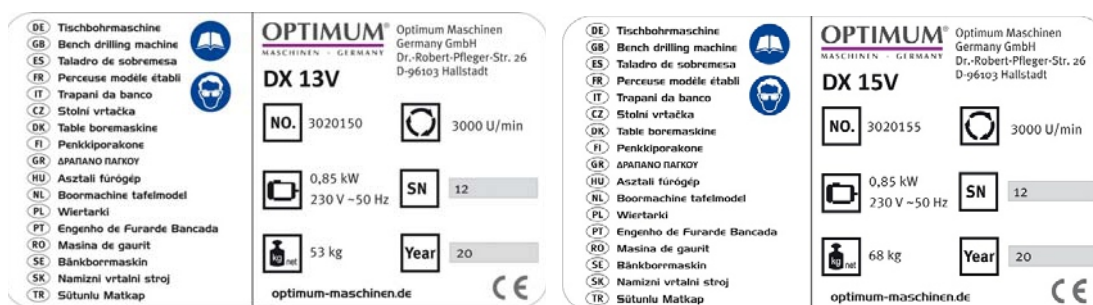 DE Tischbohrmaschine
GB Bench drilling machine
ES Taladro de sobremesa
FR Perceuse modèle établi
IT Trapani da banco
CZ Stolní vrtačka
DK Table boremaskine
FI Penkkiporakone
GR ΔΡΑΠΑΝΟ ΠΑΓΚΟΥ
HU Asztali fúrógép
NL Boormachine tafelmodel
PL Wiertarki
PT Engenho de Furarde Bancada
RO Masina de gaurit
SE Bänkborrmaskin
SK Namizni vrtalni stroj
TR Sütunlu Matkap
OPTIMUM®
MASCHINEN - GERMANY
Optimum Maschinen
Germany GmbH
Dr.-Robert-Pfleger-Str. 26
D-96103 Hallstadt
DX 13V
NO. 3020150
3000 U/min
0,85 kW
230 V ~50 Hz
SN 12
kg net 53 kg
Year 20
optimum-maschinen.de
CE
DE Tischbohrmaschine
GB Bench drilling machine
ES Taladro de sobremesa
FR Perceuse modèle établi
IT Trapani da banco
CZ Stolní vrtačka
DK Table boremaskine
FI Penkkiporakone
GR ΔΡΑΠΑΝΟ ΠΑΓΚΟΥ
HU Asztali fúrógép
NL Boormachine tafelmodel
PL Wiertarki
PT Engenho de Furarde Bancada
RO Masina de gaurit
SE Bänkborrmaskin
SK Namizni vrtalni stroj
TR Sütunlu Matkap
OPTIMUM®
MASCHINEN - GERMANY
Optimum Maschinen
Germany GmbH
Dr.-Robert-Pfleger-Str. 26
D-96103 Hallstadt
DX 15V
NO. 3020155
3000 U/min
0,85 kW
230 V ~50 Hz
SN 12
kg net 68 kg
Year 20
optimum-maschinen.de
CE